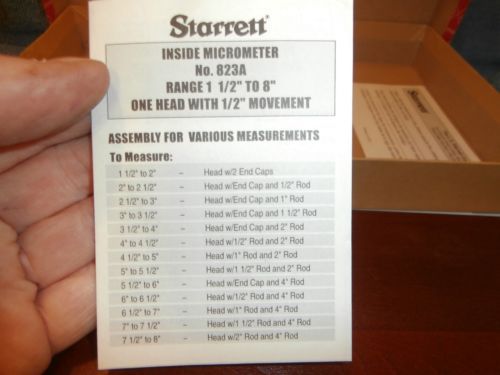 Starrett
INSIDE MICROMETER
No. 823A
RANGE 1 1/2" TO 8"
ONE HEAD WITH 1/2" MOVEMENT
ASSEMBLY FOR VARIOUS MEASUREMENTS
To Measure:
1 1/2" to 2" – Head w/2 End Caps
2" to 2 1/2" – Head w/End Cap and 1/2" Rod
2 1/2" to 3" – Head w/End Cap and 1" Rod
3" to 3 1/2" – Head w/End Cap and 1 1/2" Rod
3 1/2" to 4" – Head w/End Cap and 2" Rod
4" to 4 1/2" – Head w/1/2" Rod and 2" Rod
4 1/2" to 5" – Head w/1" Rod and 2" Rod
5" to 5 1/2" – Head w/1 1/2" Rod and 2" Rod
5 1/2" to 6" – Head w/End Cap and 4" Rod
6" to 6 1/2" – Head w/1/2" Rod and 4" Rod
6 1/2" to 7" – Head w/1" Rod and 4" Rod
7" to 7 1/2" – Head w/1 1/2" Rod and 4" Rod
7 1/2" to 8" – Head w/2" Rod and 4" Rod
Starrett